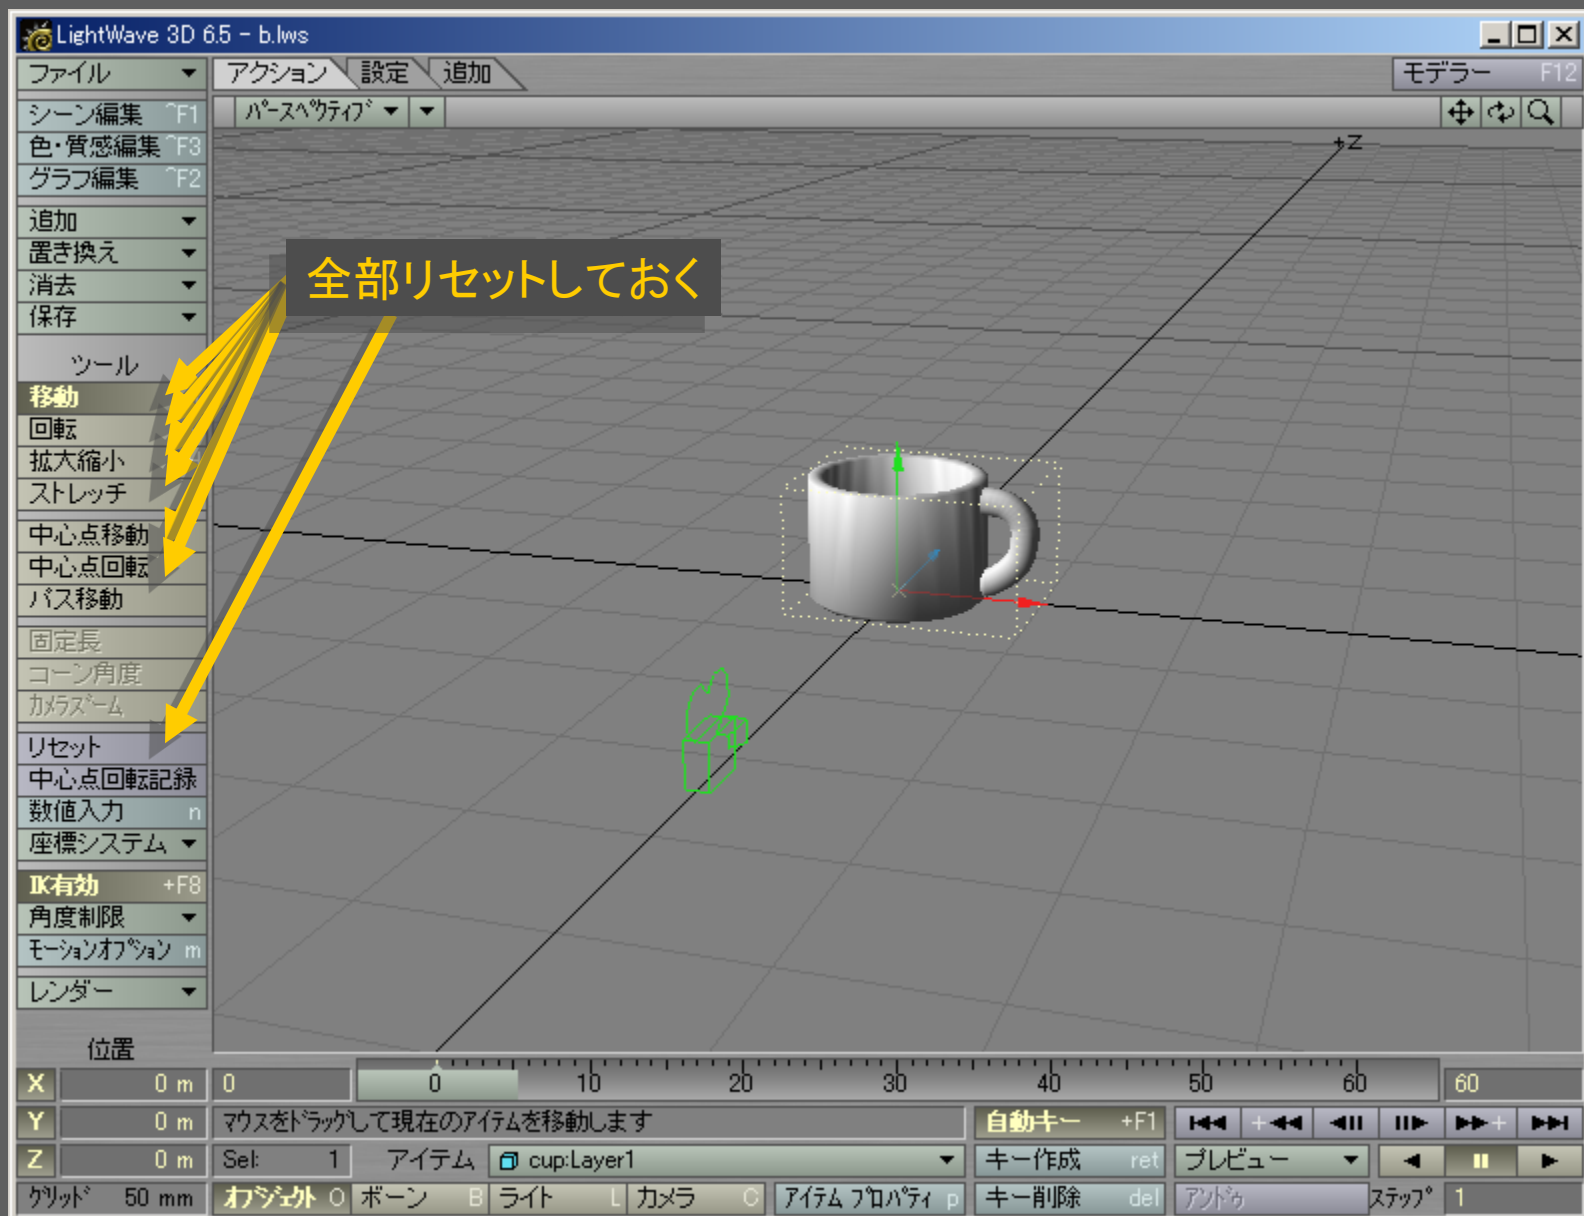 LightWave 3D 6.5 - b.lws
ファイル
アクション 設定 追加
モデラー F12
シーン編集 ^F1
パースペクティブ
色・質感編集 ^F3
グラフ編集 ^F2
+Z
追加
置き換え
消去
保存
全部リセットしておく
ツール
移動
回転
拡大縮小
ストレッチ
中心点移動
中心点回転
パス移動
固定長
コーン角度
カメラズーム
リセット
中心点回転記録
数値入力 n
座標システム
IK有効 +F8
角度制限
モーションオプション m
レンダー
位置
X 0 m 0 0 10 20 30 40 50 60 60
Y 0 m マウスをドラッグして現在のアイテムを移動します 自動キー +F1
Z 0 m Sel: 1 アイテム cup:Layer1 キー作成 ret プレビュー
グリッド 50 mm オブジェクト O ボーン B ライト L カメラ C アイテム プロパティ p キー削除 del アンドゥ ステップ 1